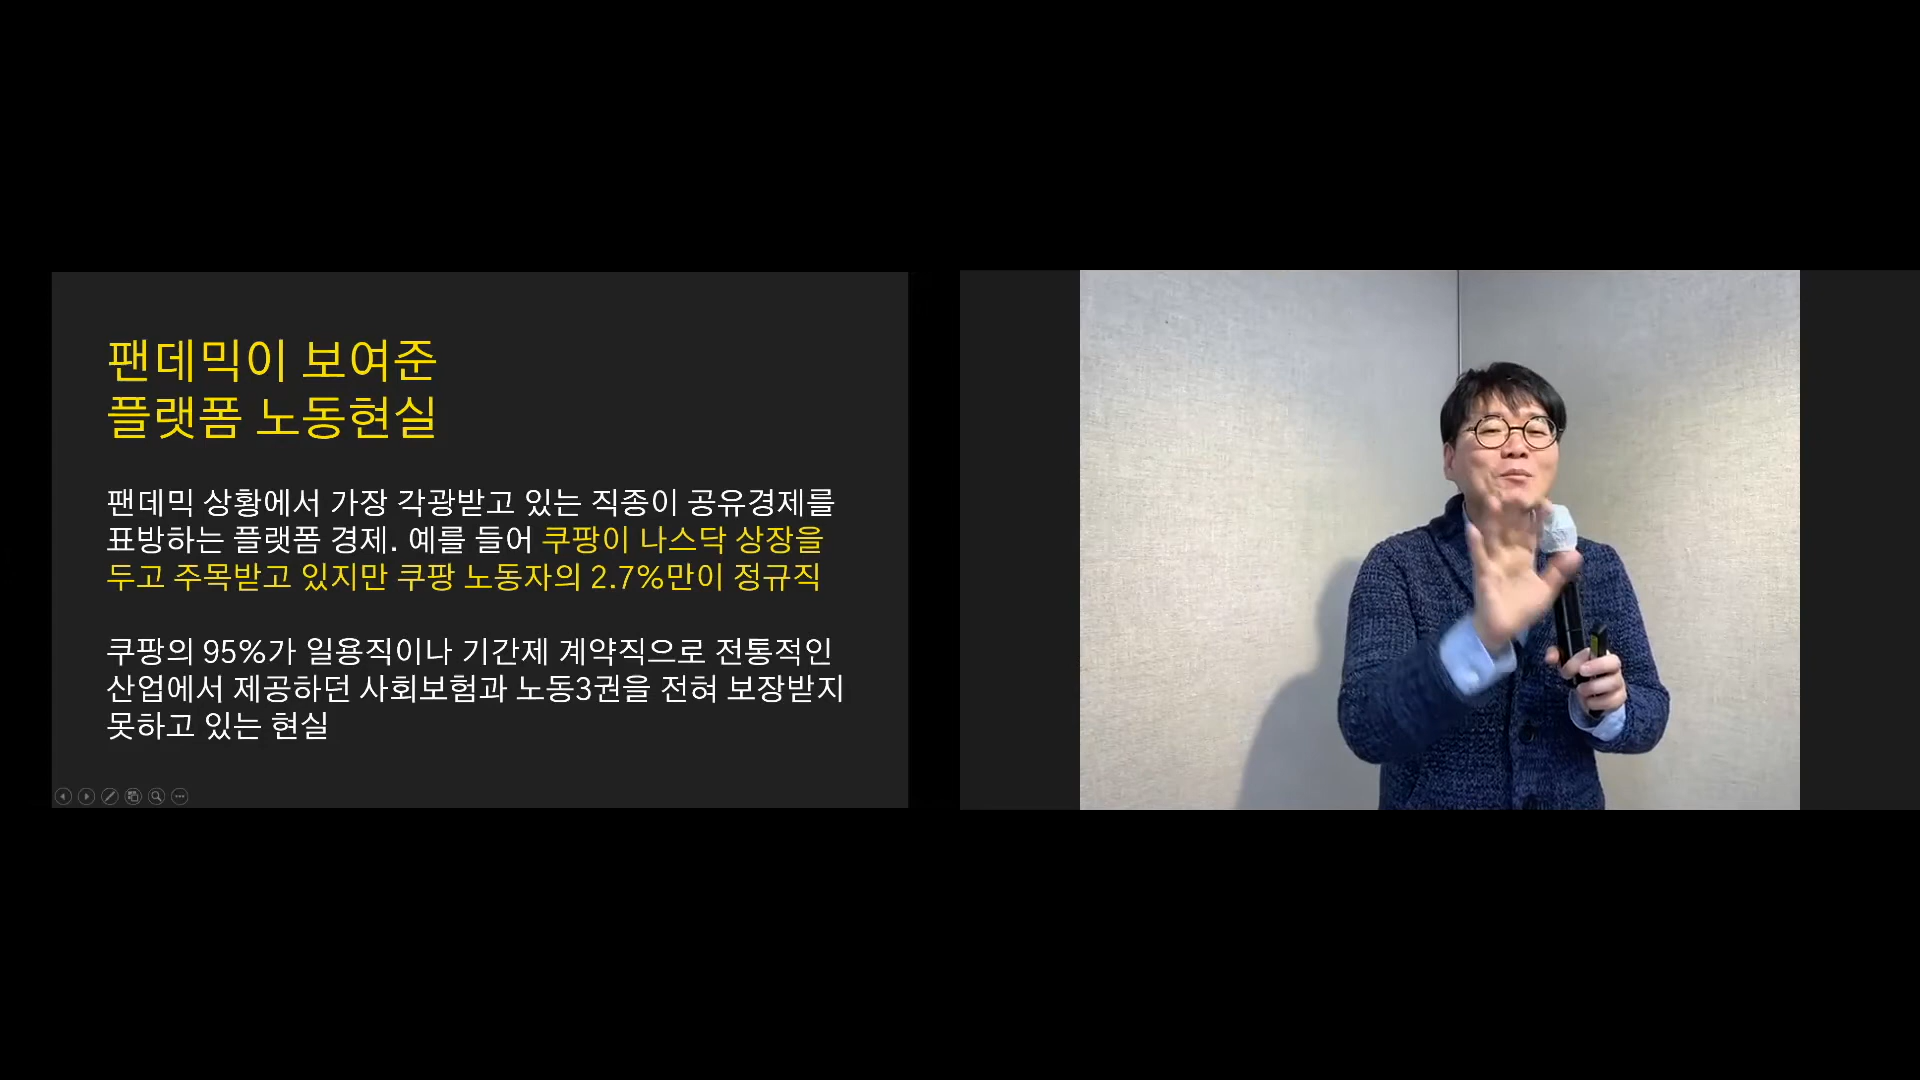 팬데믹이 보여준
플랫폼 노동현실
팬데믹 상황에서 가장 각광받고 있는 직종이 공유경제를
표방하는 플랫폼 경제. 예를 들어 쿠팡이 나스닥 상장을
두고 주목받고 있지만 쿠팡 노동자의 2.7%만이 정규직
쿠팡의 95%가 일용직이나 기간제 계약직으로 전통적인
산업에서 제공하던 사회보험과 노동3권을 전혀 보장받지
못하고 있는 현실